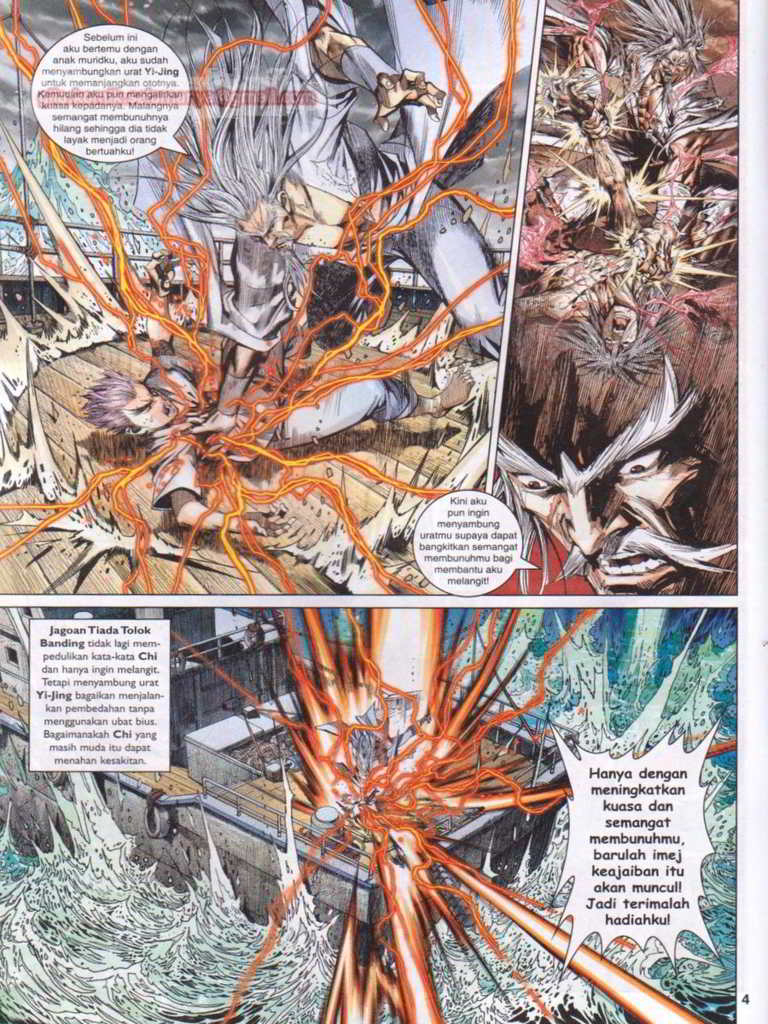 Sebelum ini
aku bertemu dengan
anak muridku, aku sudah
menyambungkan urat Yi-Jing
untuk memanjangkan ototnya.
Kemudian aku pun mengalirkan
kuasa kepadanya. Malangnya
semangat membunuhnya
hilang sehingga dia tidak
layak menjadi orang
bertuahku!
Kini aku
pun ingin
menyambung
uratmu supaya dapat
bangkitkan semangat
membunuhmu bagi
membantu aku
melangit!
Jagoan Tiada Tolok
Banding tidak lagi mem-
pedulikan kata-kata Chi
dan hanya ingin melangit.
Tetapi menyambung urat
Yi-Jing bagaikan menjalan-
kan pembedahan tanpa
menggunakan ubat bius.
Bagaimanakah Chi yang
masih muda itu dapat
menahan kesakitan.
Hanya dengan
meningkatkan
kuasa dan
semangat
membunuhmu,
barulah imej
keajaiban itu
akan muncul!
Jadi terimalah
hadiahku!
4